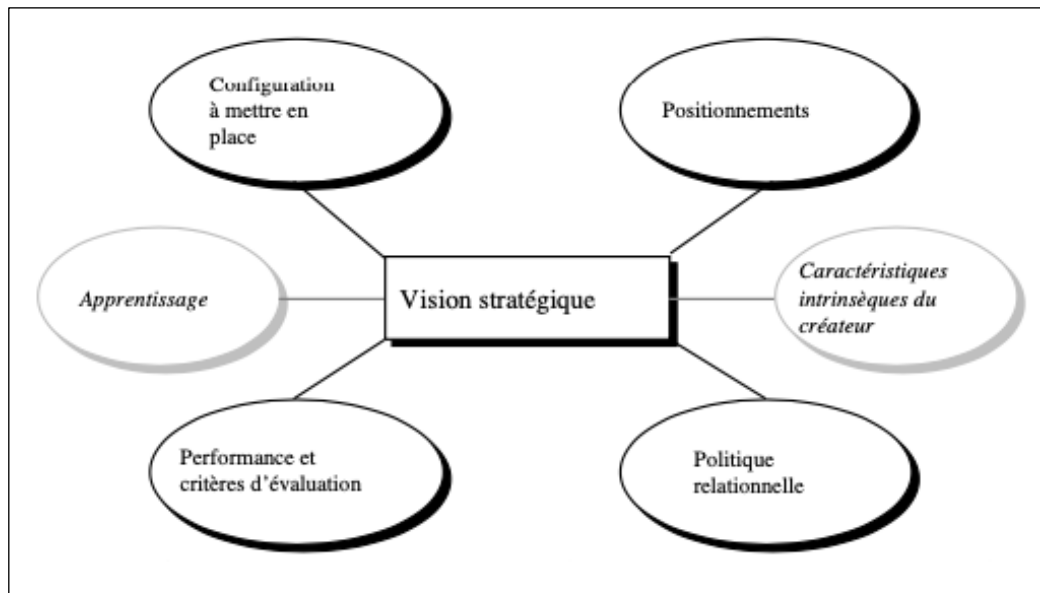 Configuration
à mettre en
place
Positionnements
Apprentissage
Vision stratégique
Caractéristiques
intrinsèques du
créateur
Performance et
critères d'évaluation
Politique
relationnelle